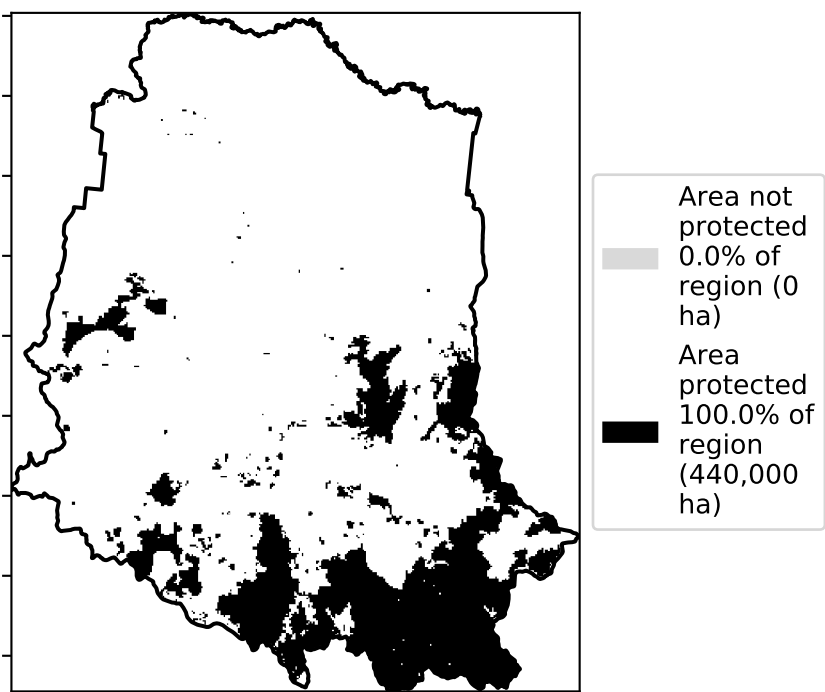 Area not
protected
0.0% of
region (0
ha)
Area
protected
100.0% of
region
(440,000
ha)